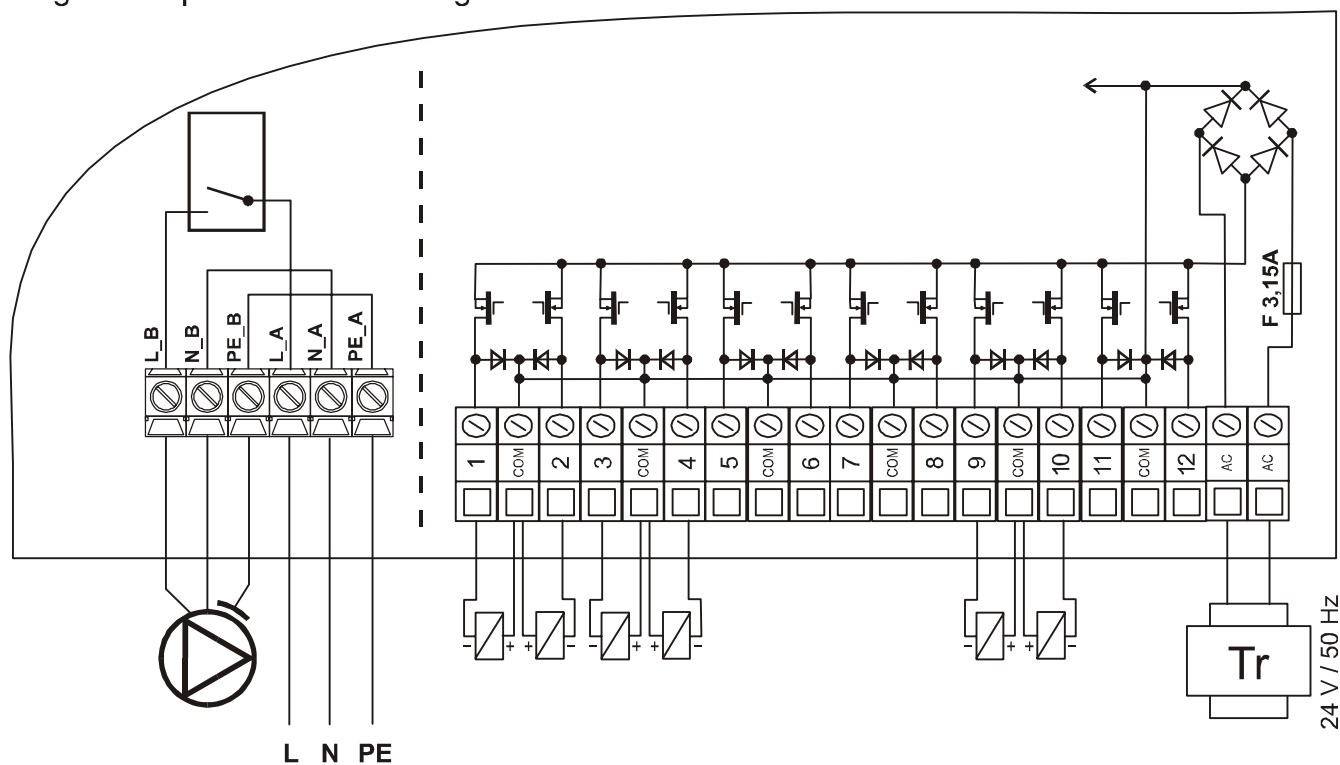 L_B
N_B
PE_B
L_A
N_A
PE_A
F 3,15A
1
COM
2
3
COM
4
5
COM
6
7
COM
8
9
COM
10
11
COM
12
AC
AC
- + + -
- + + -
- + + -
Tr
24 V / 50 Hz
L N PE